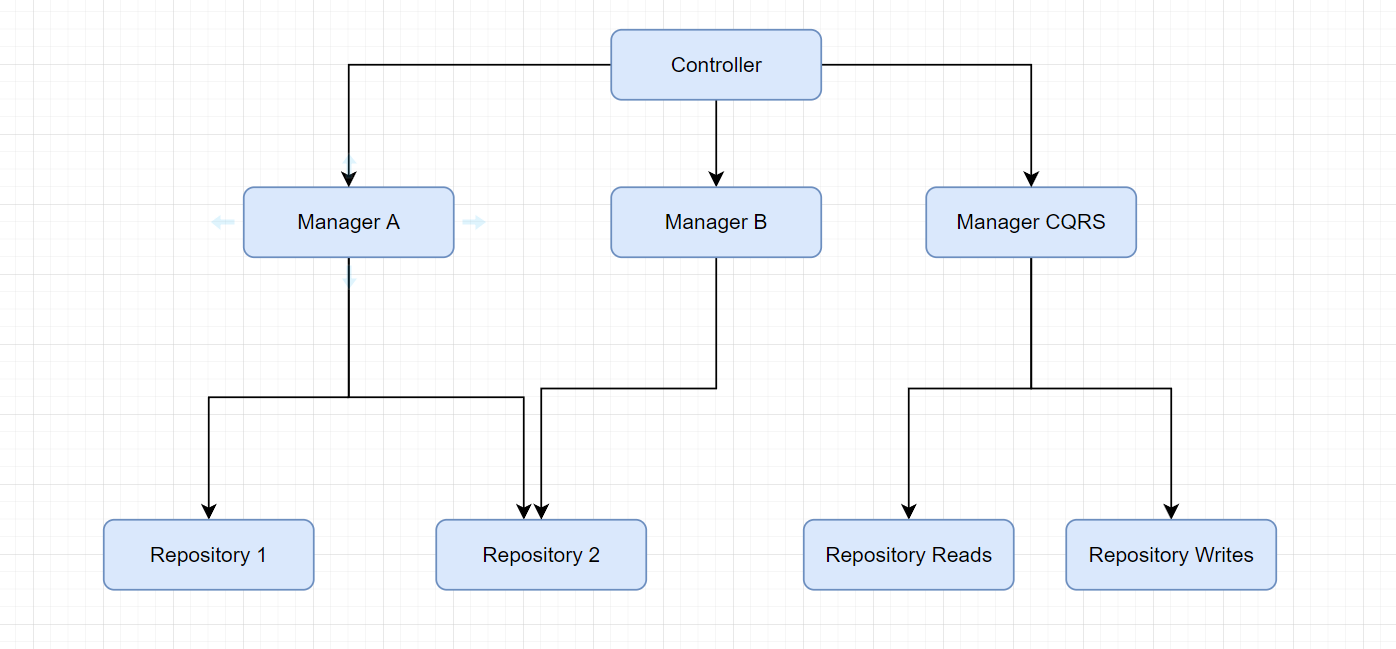 Controller
Manager A
Manager B
Manager CQRS
Repository 1
Repository 2
Repository Reads
Repository Writes